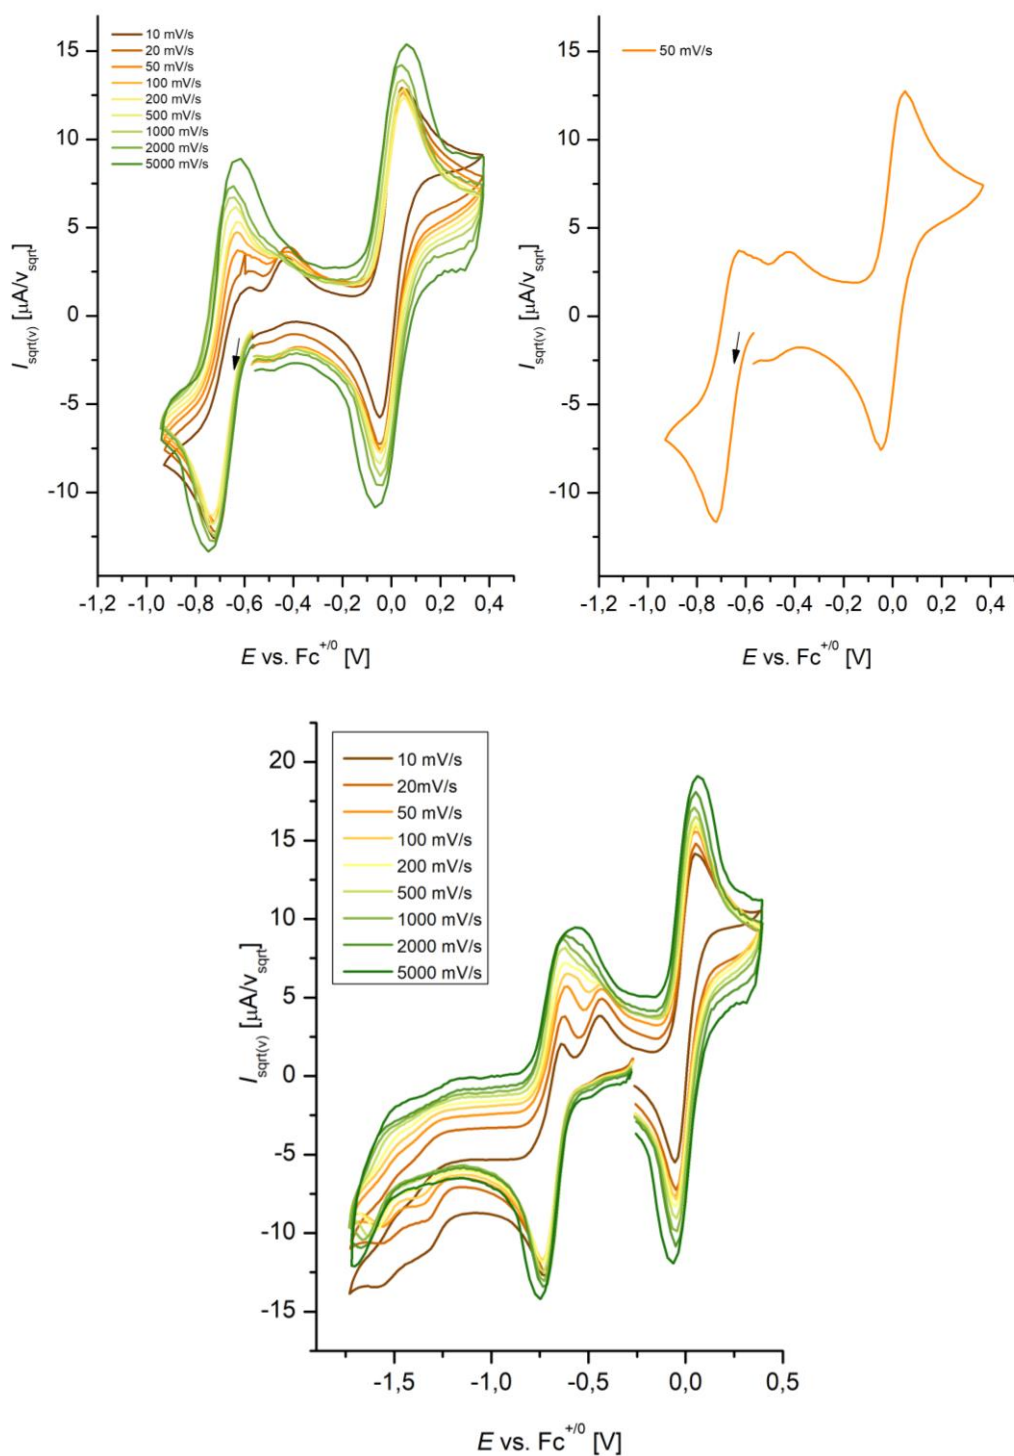 10 mV/s
20 mV/s
50 mV/s
100 mV/s
200 mV/s
500 mV/s
1000 mV/s
2000 mV/s
5000 mV/s
15
10
5
0
-5
-10
I_sqrt(v) [µA/v_sqrt]
-1,2 -1,0 -0,8 -0,6 -0,4 -0,2 0,0 0,2 0,4
E vs. Fc^+/0 [V]
50 mV/s
15
10
5
0
-5
-10
I_sqrt(v) [µA/v_sqrt]
-1,2 -1,0 -0,8 -0,6 -0,4 -0,2 0,0 0,2 0,4
E vs. Fc^+/0 [V]
10 mV/s
20mV/s
50 mV/s
100 mV/s
200 mV/s
500 mV/s
1000 mV/s
2000 mV/s
5000 mV/s
20
15
10
5
0
-5
-10
-15
I_sqrt(v) [µA/v_sqrt]
-1,5 -1,0 -0,5 0,0 0,5
E vs. Fc^+/0 [V]